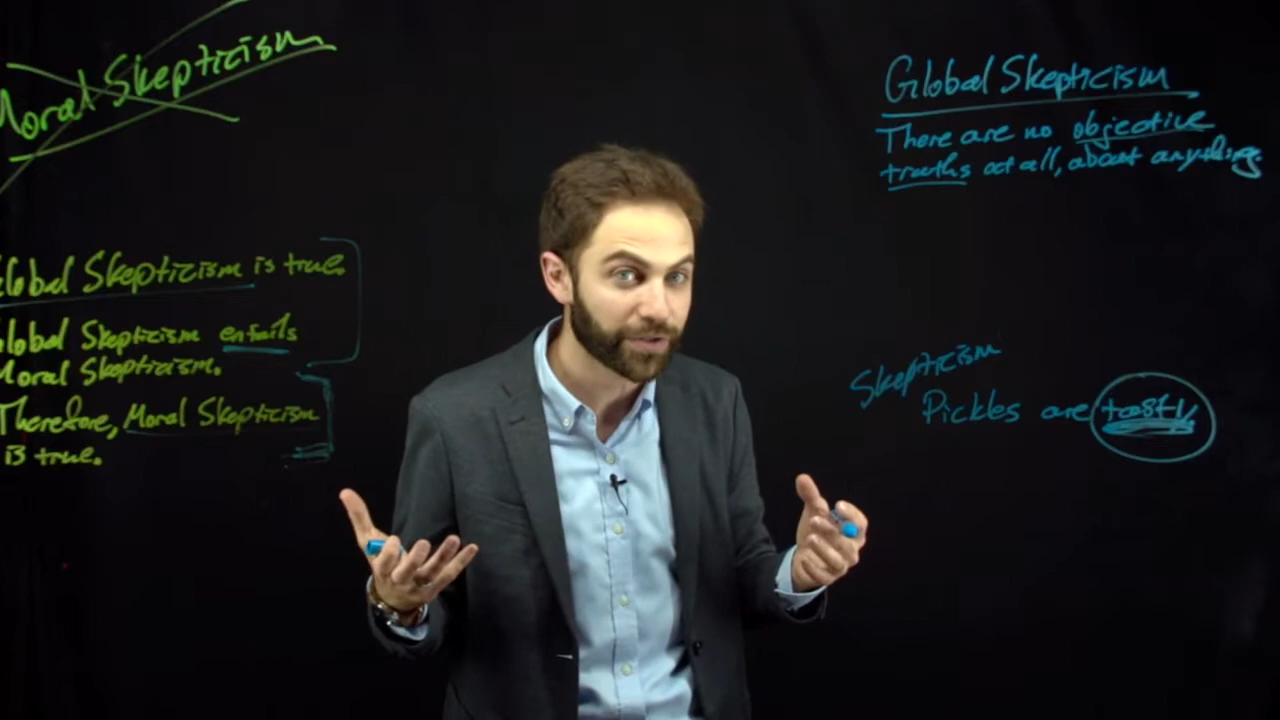 Moral Skepticism
Global Skepticism is true.
Global Skepticism entails
Moral Skepticism.
Therefore, Moral Skepticism
is true.
Global Skepticism
There are no objective
truths at all, about anything.
Skepticism
Pickles are tasty